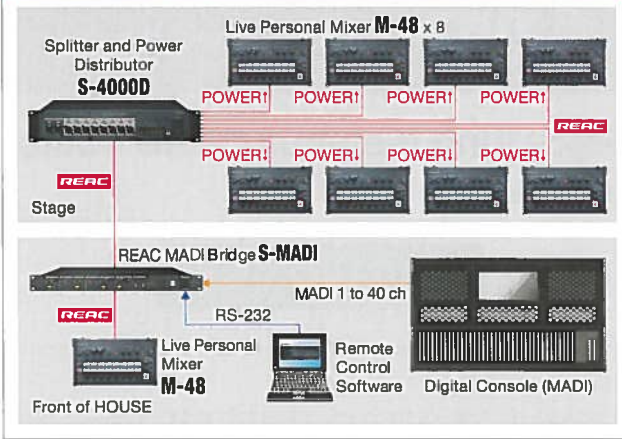 Live Personal Mixer M-48 x 8
Splitter and Power
Distributor
S-4000D
POWER↑ POWER↑ POWER↑ POWER↑
REAC
POWER↓ POWER↓ POWER↓ POWER↓
REAC
Stage
REAC MADI Bridge S-MADI
MADI 1 to 40 ch
REAC
RS-232
Live Personal
Mixer
M-48
Remote
Control
Software
Digital Console (MADI)
Front of HOUSE